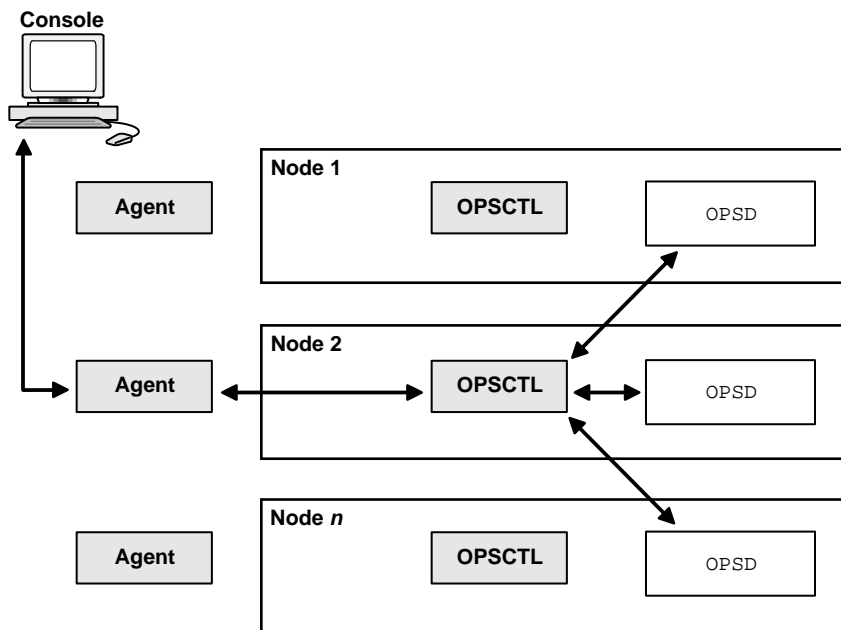 Console
Node 1
Agent
OPSCTL
OPSD
Node 2
Agent
OPSCTL
OPSD
Node n
Agent
OPSCTL
OPSD